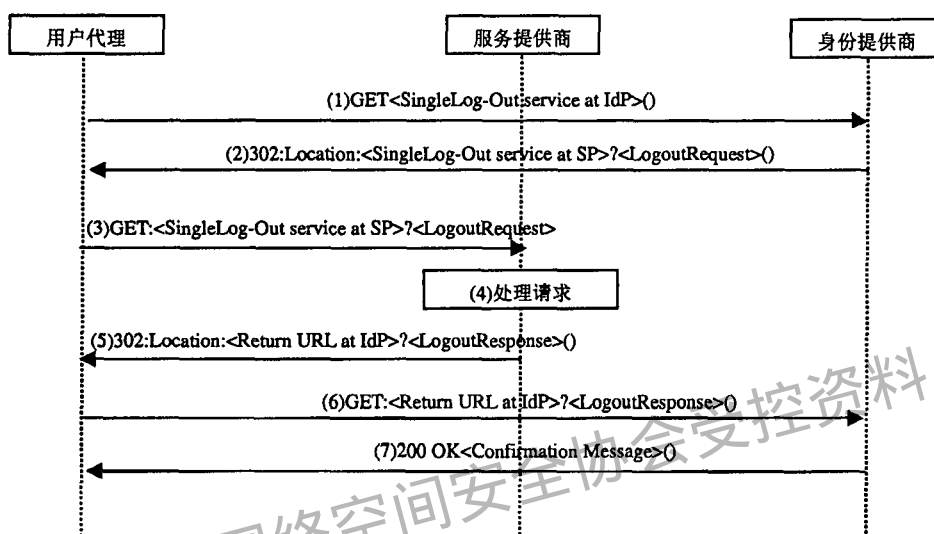 用户代理
服务提供商
身份提供商
(1)GET<SingleLog-Out service at IdP>()
(2)302:Location:<SingleLog-Out service at SP>?<LogoutRequest>()
(3)GET:<SingleLog-Out service at SP>?<LogoutRequest>
(4)处理请求
(5)302:Location:<Return URL at IdP>?<LogoutResponse>()
(6)GET:<Return URL at IdP>?<LogoutResponse>()
(7)200 OK<Confirmation Message>()
网络空间安全协会受控资料